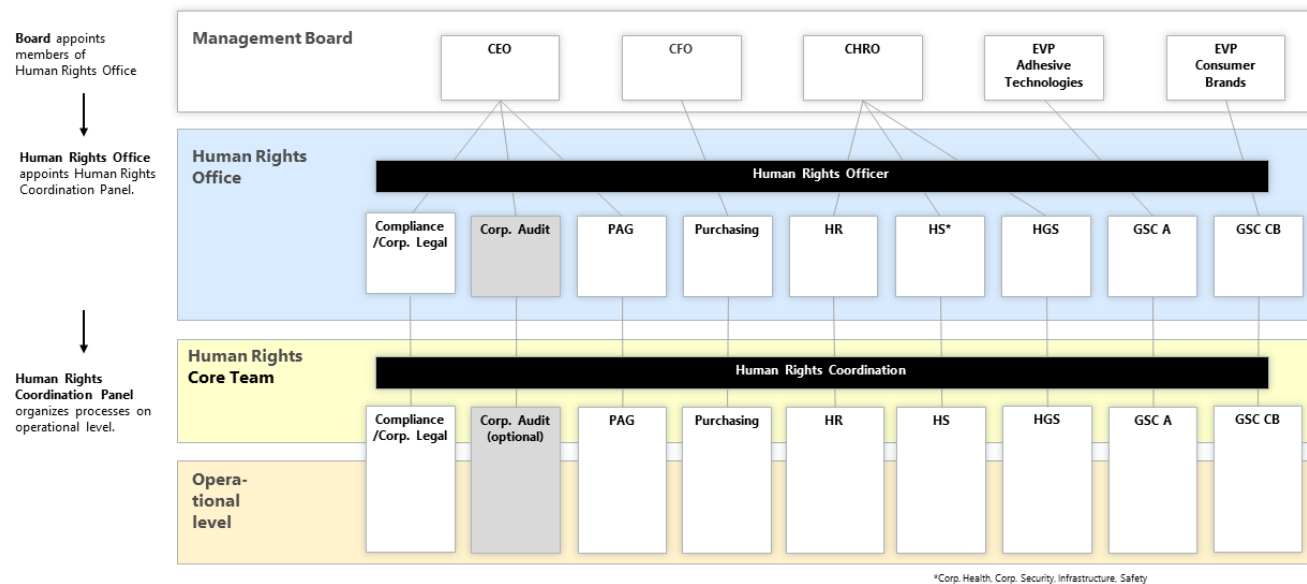 Board appoints
members of
Human Rights Office
Human Rights Office
appoints Human Rights
Coordination Panel.
Human Rights
Coordination Panel
organizes processes on
operational level.
Management Board
CEO
CFO
CHRO
EVP
Adhesive
Technologies
EVP
Consumer
Brands
Human Rights
Office
Human Rights Officer
Compliance
/Corp. Legal
Corp. Audit
PAG
Purchasing
HR
HS*
HGS
GSC A
GSC CB
Human Rights
Core Team
Human Rights Coordination
Compliance
/Corp. Legal
Corp. Audit
(optional)
PAG
Purchasing
HR
HS
HGS
GSC A
GSC CB
Opera-
tional
level
*Corp. Health, Corp. Security, Infrastructure, Safety